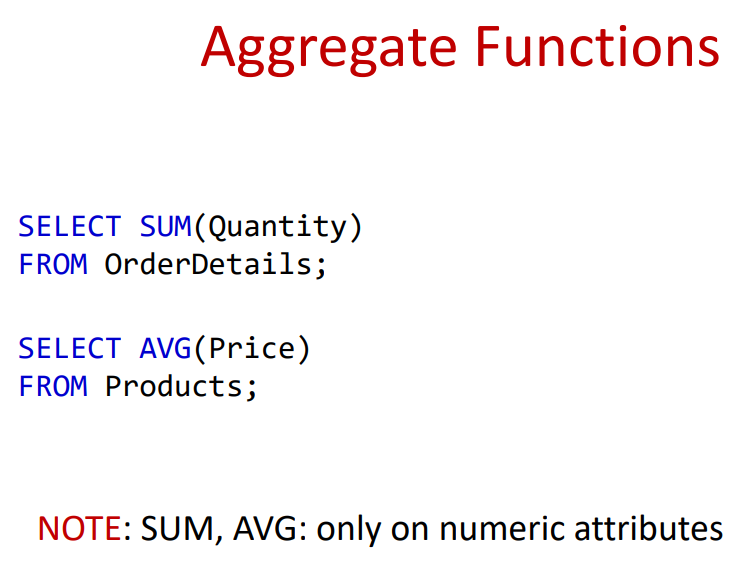 Aggregate Functions
SELECT SUM(Quantity)
FROM OrderDetails;
SELECT AVG(Price)
FROM Products;
NOTE: SUM, AVG: only on numeric attributes